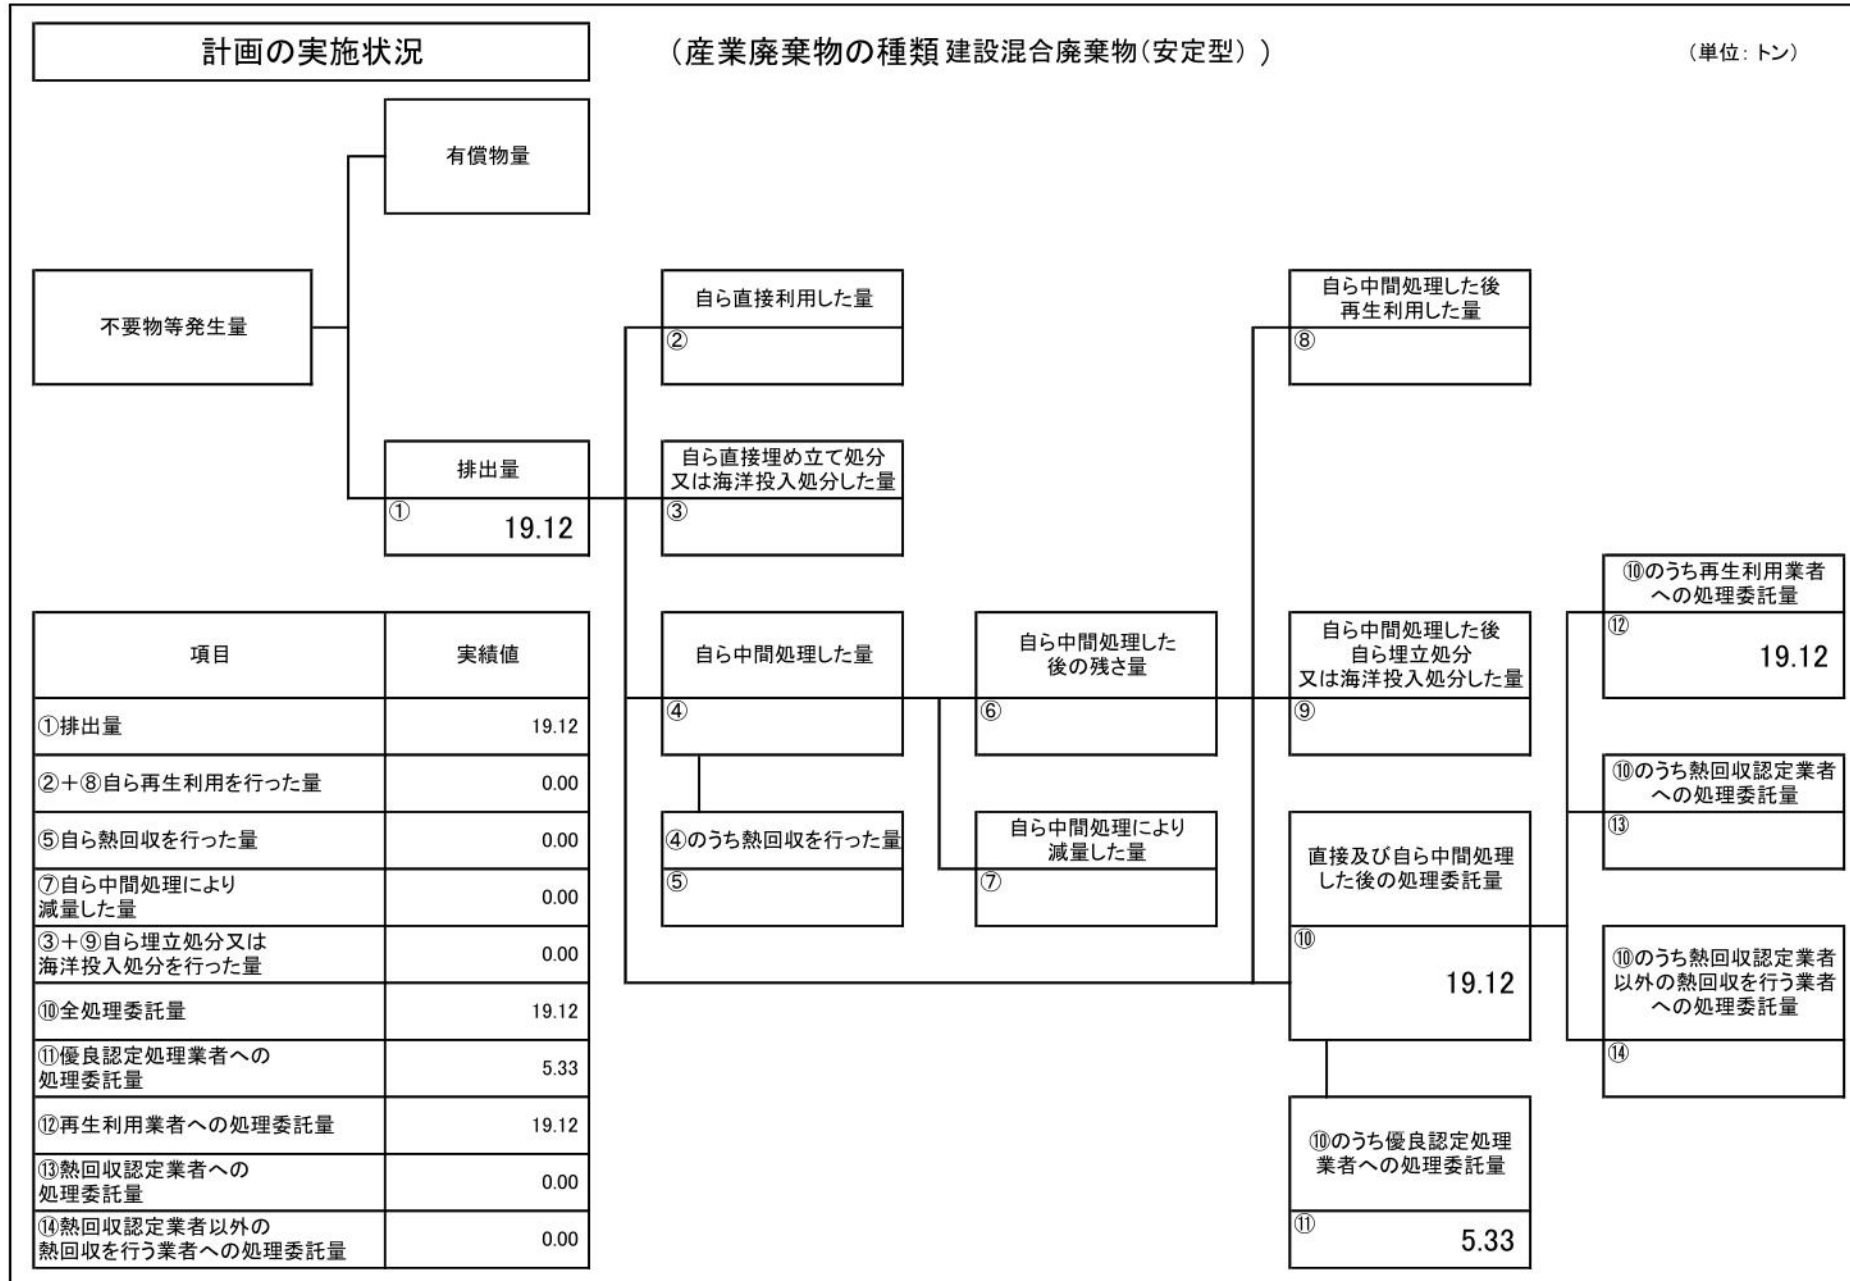 計画の実施状況
（産業廃棄物の種類 建設混合廃棄物（安定型））
（単位：トン）
有償物量
不要物等発生量
自ら直接利用した量
②
自ら中間処理した後
再生利用した量
⑧
排出量
①
19.12
自ら直接埋め立て処分
又は海洋投入処分した量
③
⑩のうち再生利用業者
への処理委託量
⑫
19.12
自ら中間処理した量
④
自ら中間処理した
後の残さ量
⑥
自ら中間処理した後
自ら埋立処分
又は海洋投入処分した量
⑨
⑩のうち熱回収認定業者
への処理委託量
⑬
④のうち熱回収を行った量
⑤
自ら中間処理により
減量した量
⑦
直接及び自ら中間処理
した後の処理委託量
⑩
19.12
⑩のうち熱回収認定業者
以外の熱回収を行う業者
への処理委託量
⑭
⑩のうち優良認定処理
業者への処理委託量
⑪
5.33
項目 実績値
①排出量 19.12
②＋⑧自ら再生利用を行った量 0.00
⑤自ら熱回収を行った量 0.00
⑦自ら中間処理により
減量した量 0.00
③＋⑨自ら埋立処分又は
海洋投入処分を行った量 0.00
⑩全処理委託量 19.12
⑪優良認定処理業者への
処理委託量 5.33
⑫再生利用業者への処理委託量 19.12
⑬熱回収認定業者への
処理委託量 0.00
⑭熱回収認定業者以外の
熱回収を行う業者への処理委託量 0.00